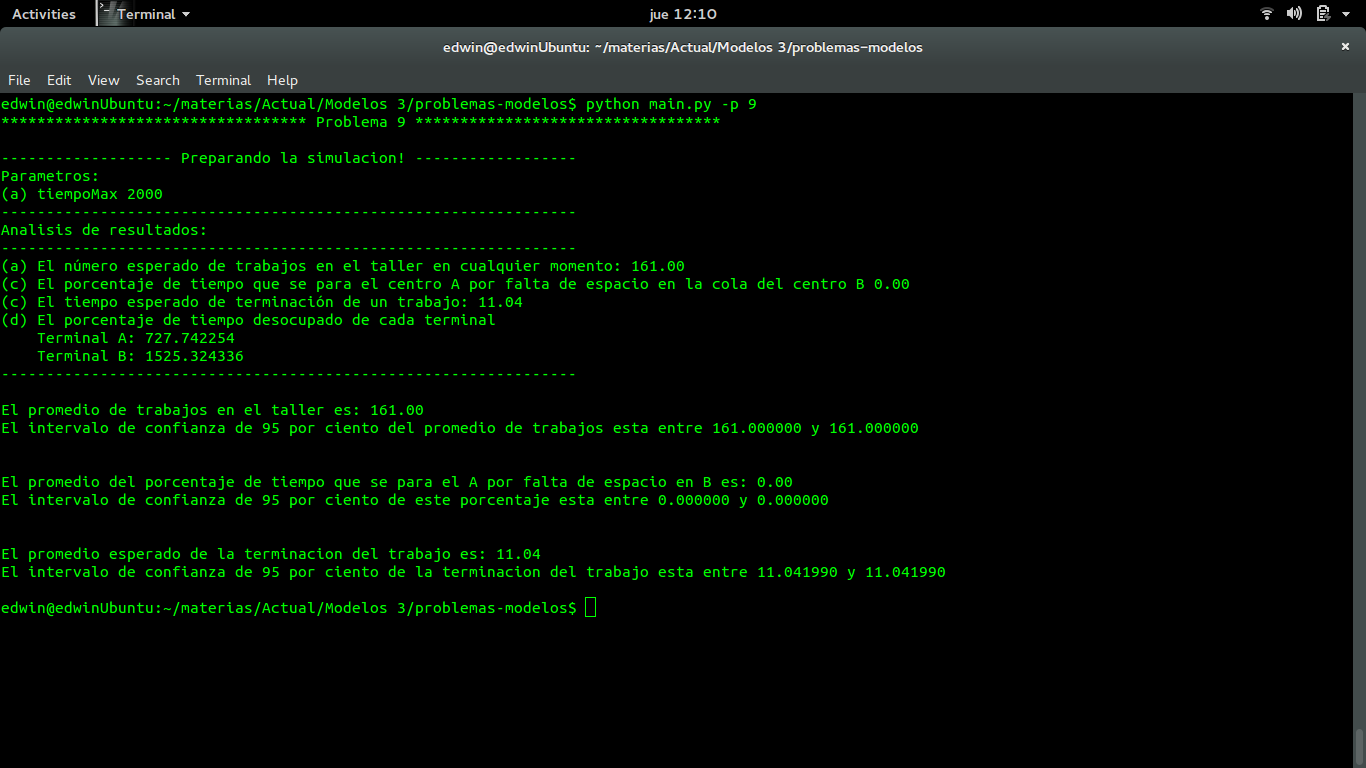 Activities
Terminal
jue 12:10
edwin@edwinUbuntu: ~/materias/Actual/Modelos 3/problemas-modelos
×
File Edit View Search Terminal Help
edwin@edwinUbuntu:~/materias/Actual/Modelos 3/problemas-modelos$ python main.py -p 9
********************************** Problema 9 **********************************
------------------- Preparando la simulacion! ------------------
Parametros:
(a) tiempoMax 2000
----------------------------------------------------------------
Analisis de resultados:
----------------------------------------------------------------
(a) El número esperado de trabajos en el taller en cualquier momento: 161.00
(c) El porcentaje de tiempo que se para el centro A por falta de espacio en la cola del centro B 0.00
(c) El tiempo esperado de terminación de un trabajo: 11.04
(d) El porcentaje de tiempo desocupado de cada terminal
    Terminal A: 727.742254
    Terminal B: 1525.324336
----------------------------------------------------------------
El promedio de trabajos en el taller es: 161.00
El intervalo de confianza de 95 por ciento del promedio de trabajos esta entre 161.000000 y 161.000000
El promedio del porcentaje de tiempo que se para el A por falta de espacio en B es: 0.00
El intervalo de confianza de 95 por ciento de este porcentaje esta entre 0.000000 y 0.000000
El promedio esperado de la terminacion del trabajo es: 11.04
El intervalo de confianza de 95 por ciento de la terminacion del trabajo esta entre 11.041990 y 11.041990
edwin@edwinUbuntu:~/materias/Actual/Modelos 3/problemas-modelos$